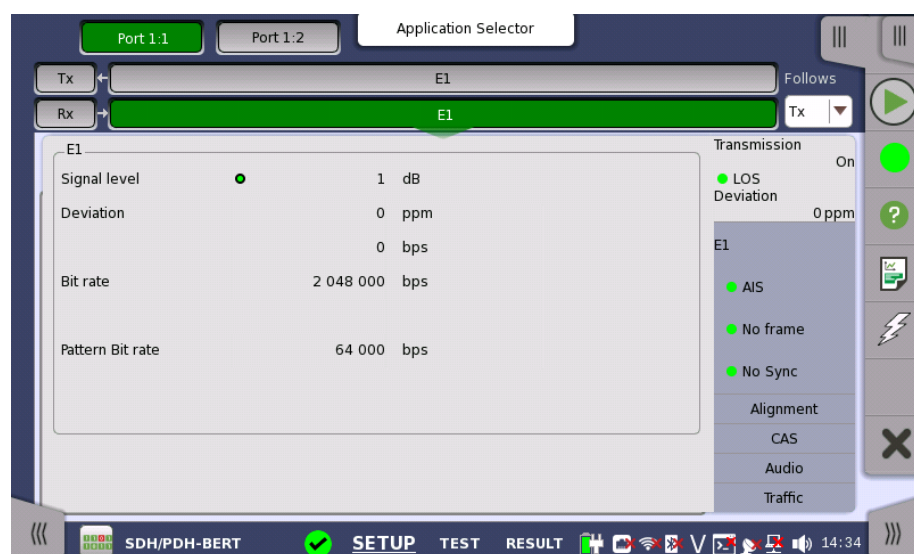 Port 1:1 Port 1:2 Application Selector
Tx E1 Follows
Rx E1 Tx
E1
Signal level 1 dB
Deviation 0 ppm
0 bps
Bit rate 2 048 000 bps
Pattern Bit rate 64 000 bps
Transmission
On
LOS
Deviation
0 ppm
E1
AIS
No frame
No Sync
Alignment
CAS
Audio
Traffic
SDH/PDH-BERT SETUP TEST RESULT 14:34